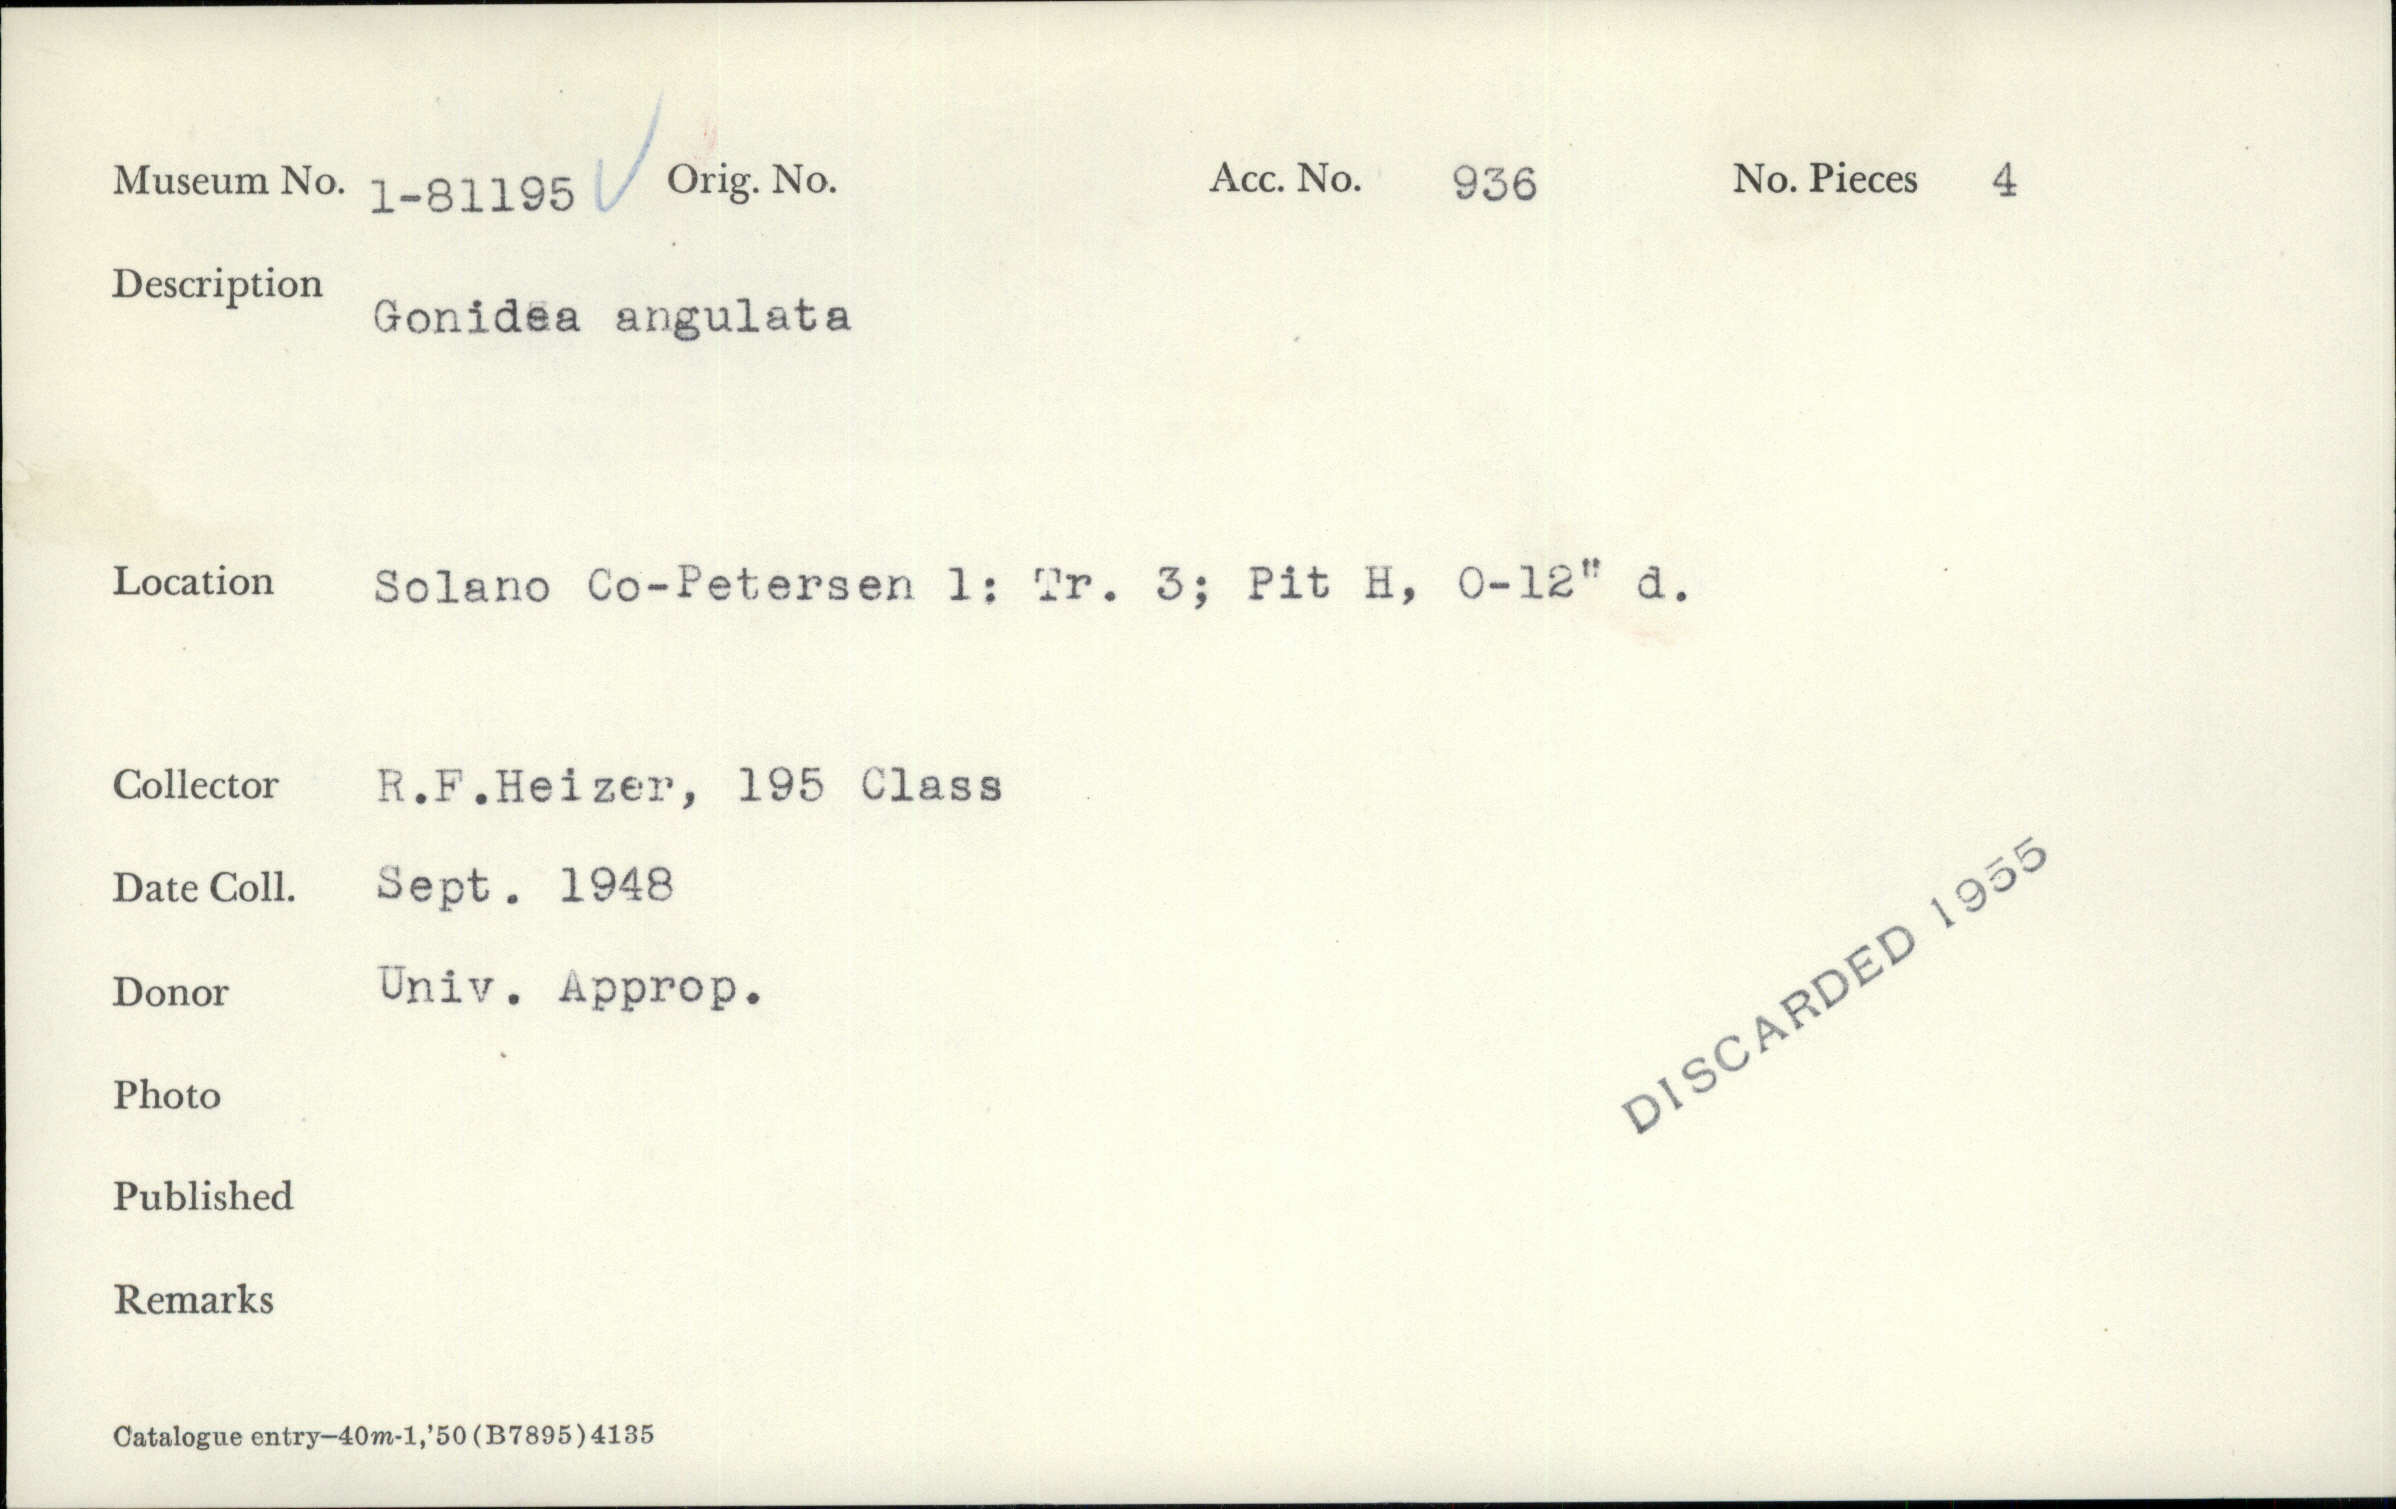 Museum No. 1-81195 ✓ Orig. No. Acc. No. 936 No. Pieces 4
Description Gonidea angulata
Location Solano Co-Petersen 1: Tr. 3; Pit H, 0-12" d.
Collector R.F.Heizer, 195 Class
Date Coll. Sept. 1948
Donor Univ. Approp.
DISCARDED 1955
Photo
Published
Remarks
Catalogue entry—40m-1,'50(B7895)4135